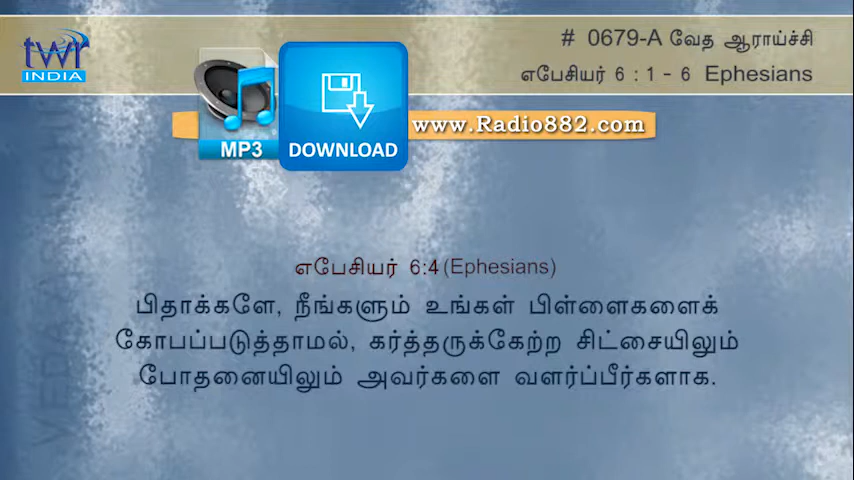 twr
INDIA
# 0679-A வேத ஆராய்ச்சி
எபேசியர் 6 : 1 - 6 Ephesians
MP3
DOWNLOAD
www.Radio882.com
எபேசியர் 6:4 (Ephesians)
பிதாக்களே, நீங்களும் உங்கள் பிள்ளைகளைக்
கோபப்படுத்தாமல், கர்த்தருக்கேற்ற சிட்சையிலும்
போதனையிலும் அவர்களை வளர்ப்பீர்களாக.